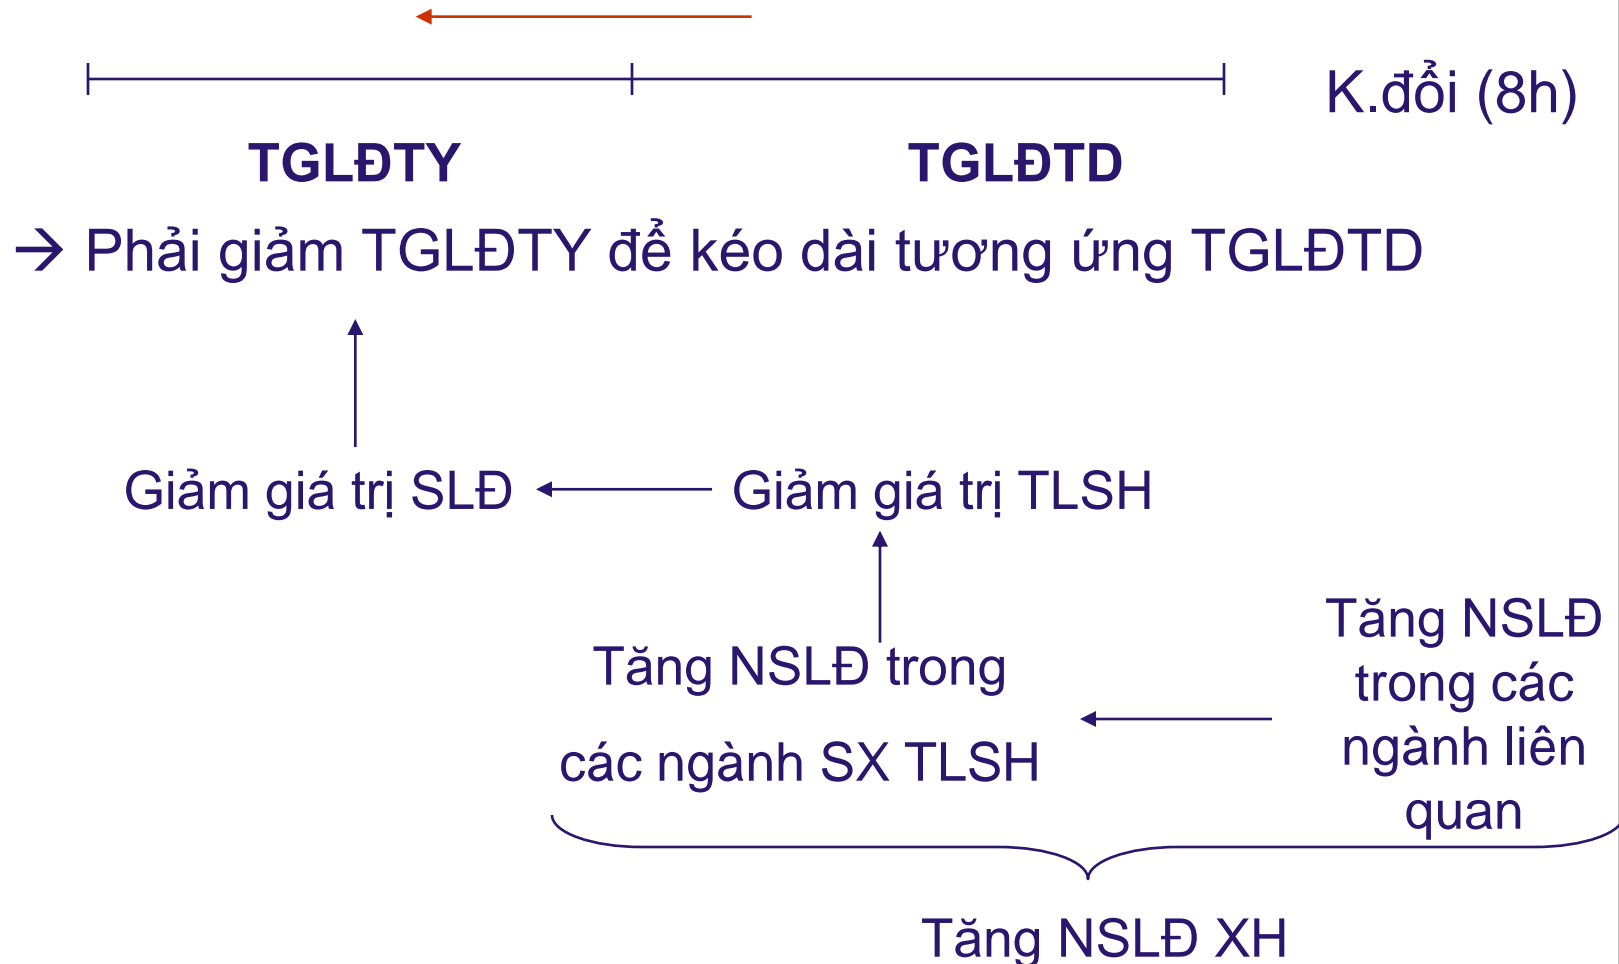 K.đổi (8h)
TGLĐTY
TGLĐTD
→ Phải giảm TGLĐTY để kéo dài tương ứng TGLĐTD
Giảm giá trị SLĐ
Giảm giá trị TLSH
Tăng NSLĐ trong
các ngành SX TLSH
Tăng NSLĐ
trong các
ngành liên
quan
Tăng NSLĐ XH